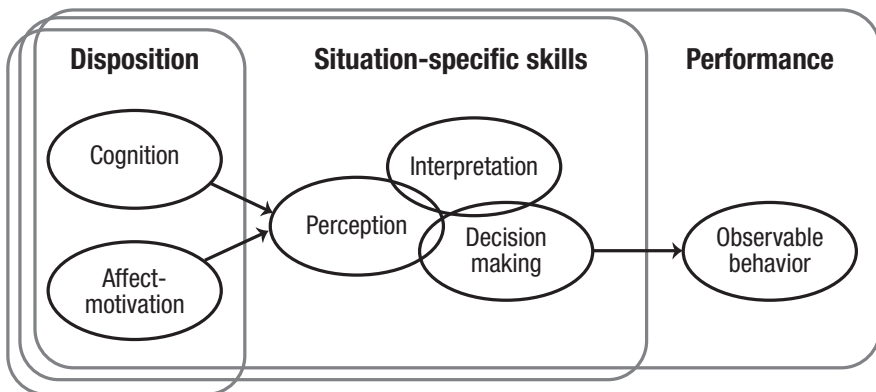 Disposition
Situation-specific skills
Performance
Cognition
Interpretation
Perception
Affect-
motivation
Decision
making
Observable
behavior